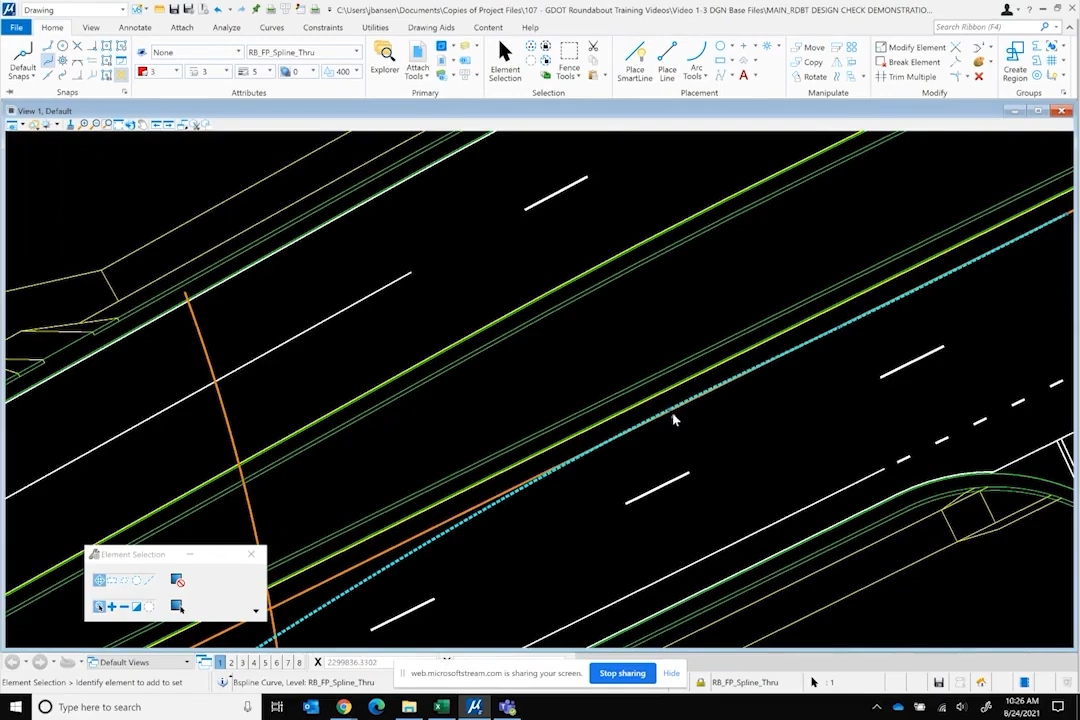 Drawing
C:\Users\bansen\Documents\Copies of Project Files\107 - GDOT Roundabout Training Videos\Video 1-3 DGN Base Files\MAIN_RDBT DESIGN CHECK DEMONSTRATIO...
File Home View Annotate Attach Analyze Curves Constraints Utilities Drawing Aids Content Help
Search Ribbon (F4)
None RB_FP_Spline_Thru
3 3 5 0 400
Default Snaps
Explorer
Attach Tools
Element Selection
Fence Tools
Place SmartLine
Place Line
Arc Tools
Move
Copy
Rotate
Modify Element
Break Element
Trim Multiple
Create Region
Snaps Attributes Primary Selection Placement Manipulate Modify Groups
View 1, Default
Element Selection
Default Views 1 2 3 4 5 6 7 8 X 2299836.3302
web.microsoftstream.com is sharing your screen. Stop sharing Hide
Element Selection > Identify element to add to set
Bspline Curve, Level: RB_FP_Spline_Thru
RB_FP_Spline_Thru
: 1
Type here to search
10:26 AM
8/24/2021